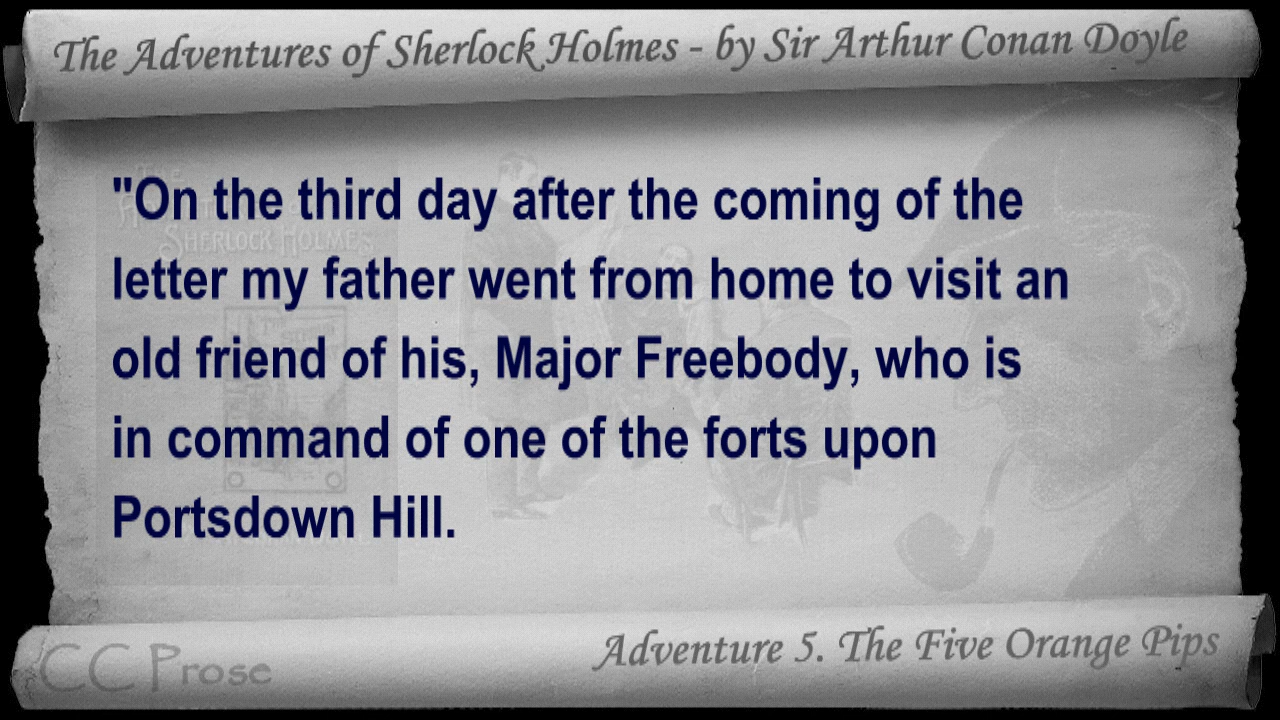 The Adventures of Sherlock Holmes - by Sir Arthur Conan Doyle
"On the third day after the coming of the
letter my father went from home to visit an
old friend of his, Major Freebody, who is
in command of one of the forts upon
Portsdown Hill.
SHERLOCK HOLMES
CC Prose
Adventure 5. The Five Orange Pips